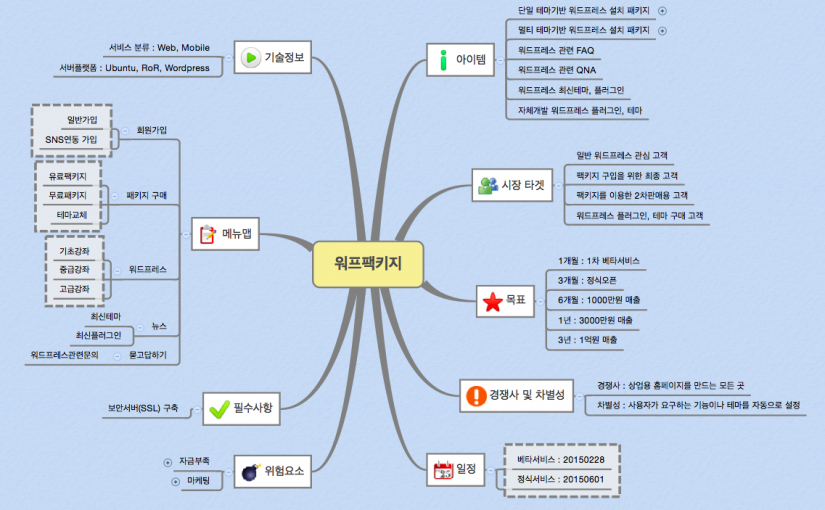 워프팩키지
기술정보
서비스 분류 : Web, Mobile
서버플랫폼 : Ubuntu, RoR, Wordpress
메뉴맵
회원가입
일반가입
SNS연동 가입
패키지 구매
유료팩키지
무료패키지
테마교체
워드프레스
기초강좌
중급강좌
고급강좌
뉴스
최신테마
최신플러그인
묻고답하기
워드프레스관련문의
필수사항
보안서버(SSL) 구축
위험요소
자금부족
마케팅
아이템
단일 테마기반 워드프레스 설치 패키지
멀티 테마기반 워드프레스 설치 패키지
워드프레스 관련 FAQ
워드프레스 관련 QNA
워드프레스 최신테마, 플러그인
자체개발 워드프레스 플러그인, 테마
시장 타겟
일반 워드프레스 관심 고객
팩키지 구입을 위한 최종 고객
팩키지를 이용한 2차판매용 고객
워드프레스 플러그인, 테마 구매 고객
목표
1개월 : 1차 베타서비스
3개월 : 정식오픈
6개월 : 1000만원 매출
1년 : 3000만원 매출
3년 : 1억원 매출
경쟁사 및 차별성
경쟁사 : 상업용 홈페이지를 만드는 모든 곳
차별성 : 사용자가 요구하는 기능이나 테마를 자동으로 설정
일정
베타서비스 : 20150228
정식서비스 : 20150601